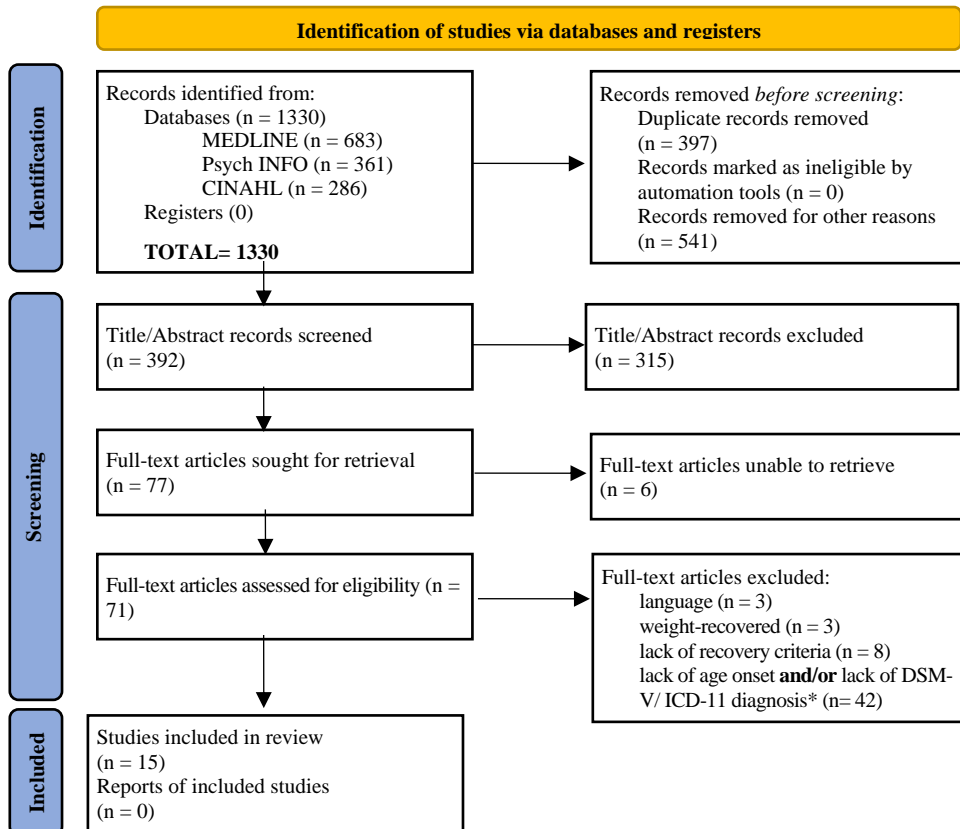 Identification of studies via databases and registers
Identification
Records identified from:
Databases (n = 1330)
MEDLINE (n = 683)
Psych INFO (n = 361)
CINAHL (n = 286)
Registers (0)
TOTAL= 1330
Records removed before screening:
Duplicate records removed
(n = 397)
Records marked as ineligible by
automation tools (n = 0)
Records removed for other reasons
(n = 541)
Screening
Title/Abstract records screened
(n = 392)
Title/Abstract records excluded
(n = 315)
Full-text articles sought for retrieval
(n = 77)
Full-text articles unable to retrieve
(n = 6)
Full-text articles assessed for eligibility (n =
71)
Full-text articles excluded:
language (n = 3)
weight-recovered (n = 3)
lack of recovery criteria (n = 8)
lack of age onset and/or lack of DSM-
V/ ICD-11 diagnosis* (n= 42)
Included
Studies included in review
(n = 15)
Reports of included studies
(n = 0)